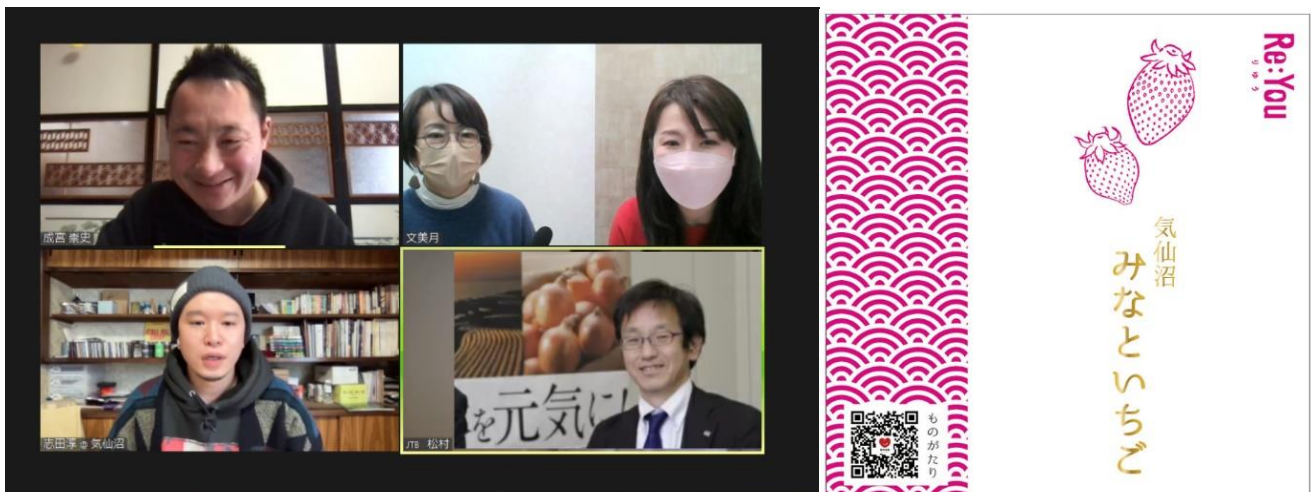 成宮 崇史
文美月
志田淳@気仙沼
を元気に
JTB 松村
Re:You
りゆう
気仙沼
みなといちご
ものがたり